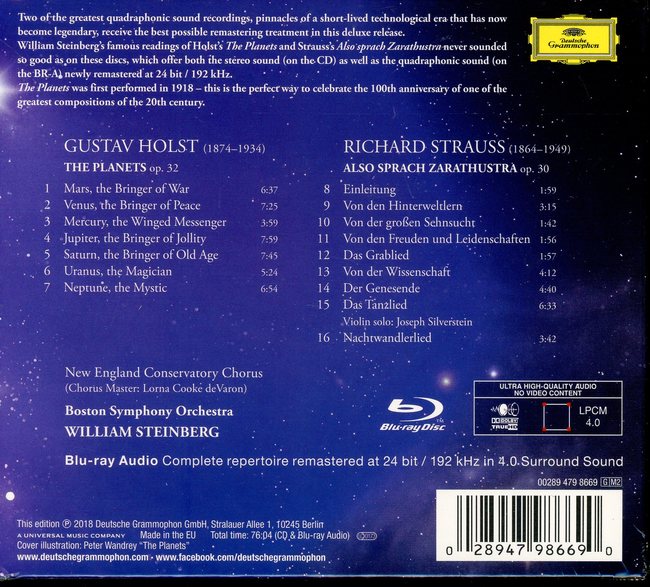 Two of the greatest quadraphonic sound recordings, pinnacles of a short-lived technological era that has now
become legendary, receive the best possible remastering treatment in this deluxe release.
William Steinberg's famous readings of Holst's The Planets and Strauss's Also sprach Zarathustra never sounded
so good as on these discs, which offer both the stereo sound (on the CD) as well as the quadraphonic sound (on
the BR-A), newly remastered at 24 bit / 192 kHz.
The Planets was first performed in 1918 – this is the perfect way to celebrate the 100th anniversary of one of the
greatest compositions of the 20th century.
Deutsche
Grammophon
GUSTAV HOLST (1874–1934)
THE PLANETS op. 32
1 Mars, the Bringer of War 6:37
2 Venus, the Bringer of Peace 7:25
3 Mercury, the Winged Messenger 3:59
4 Jupiter, the Bringer of Jollity 7:59
5 Saturn, the Bringer of Old Age 7:45
6 Uranus, the Magician 5:24
7 Neptune, the Mystic 6:54
RICHARD STRAUSS (1864–1949)
ALSO SPRACH ZARATHUSTRA op. 30
8 Einleitung 1:59
9 Von den Hinterweltlern 3:15
10 Von der großen Sehnsucht 1:42
11 Von den Freuden und Leidenschaften 1:56
12 Das Grablied 1:57
13 Von der Wissenschaft 4:12
14 Der Genesende 4:40
15 Das Tanzlied 6:33
Violin solo: Joseph Silverstein
16 Nachtwandlerlied 3:42
New England Conservatory Chorus
(Chorus Master: Lorna Cooke deVaron)
Boston Symphony Orchestra
WILLIAM STEINBERG
Blu-ray Disc
ULTRA HIGH-QUALITY AUDIO
NO VIDEO CONTENT
DOLBY
TRUEHD
LPCM
4.0
Blu-ray Audio Complete repertoire remastered at 24 bit / 192 kHz in 4.0 Surround Sound
00289 479 8669 GM2
This edition ℗ 2018 Deutsche Grammophon GmbH, Stralauer Allee 1, 10245 Berlin
A UNIVERSAL MUSIC COMPANY Made in the EU Total time: 76:04 (CD & Blu-ray Audio)
Cover illustration: Peter Wandrey "The Planets"
www.deutschegrammophon.com - www.facebook.com/deutschegrammophon
0 28947 98669 0